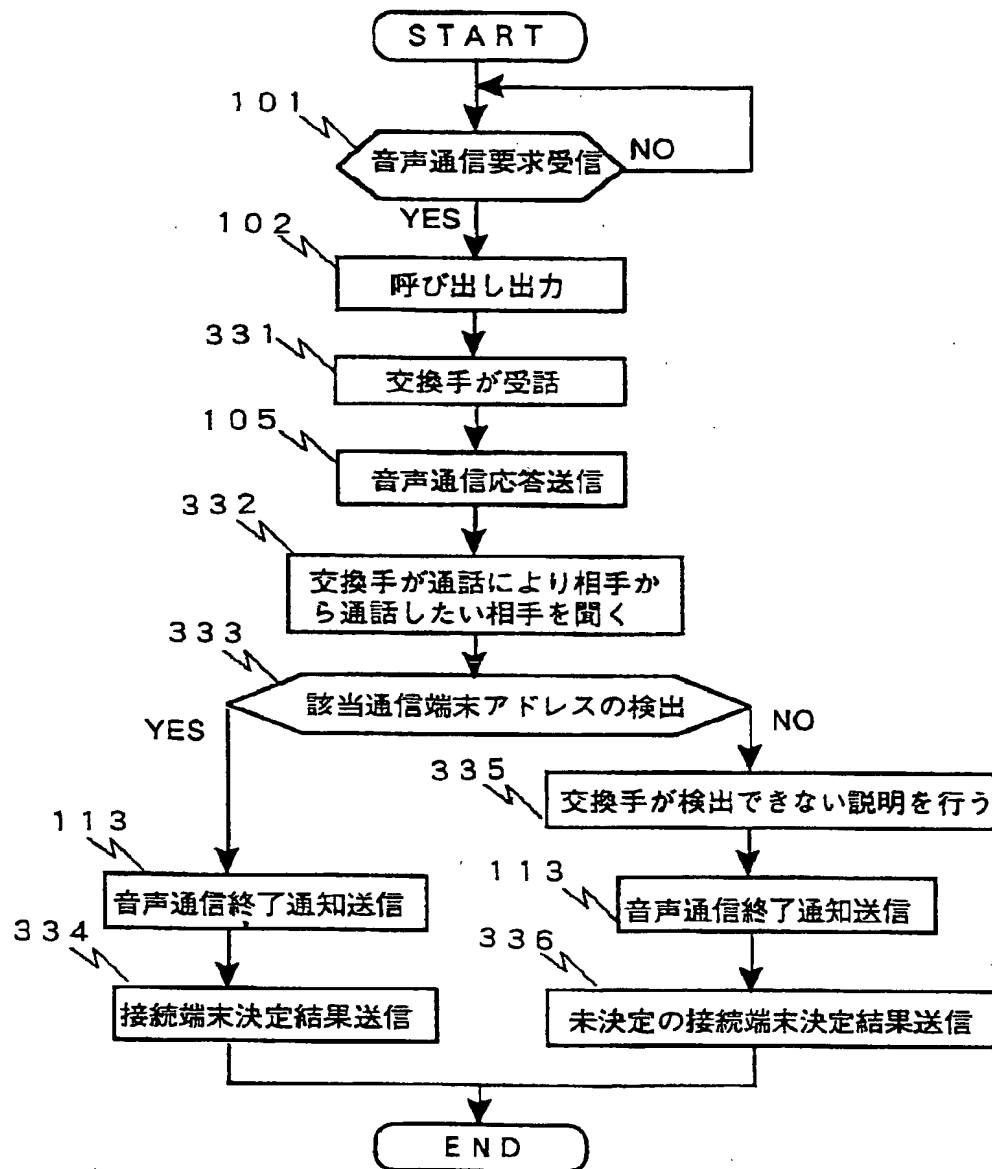 START
101
音声通信要求受信
NO
YES
102
呼び出し出力
331
交換手が受話
105
音声通信応答送信
332
交換手が通話により相手か
ら通話したい相手を聞く
333
該当通信端末アドレスの検出
YES
NO
335
交換手が検出できない説明を行う
113
音声通信終了通知送信
113
音声通信終了通知送信
334
接続端末決定結果送信
336
未決定の接続端末決定結果送信
END